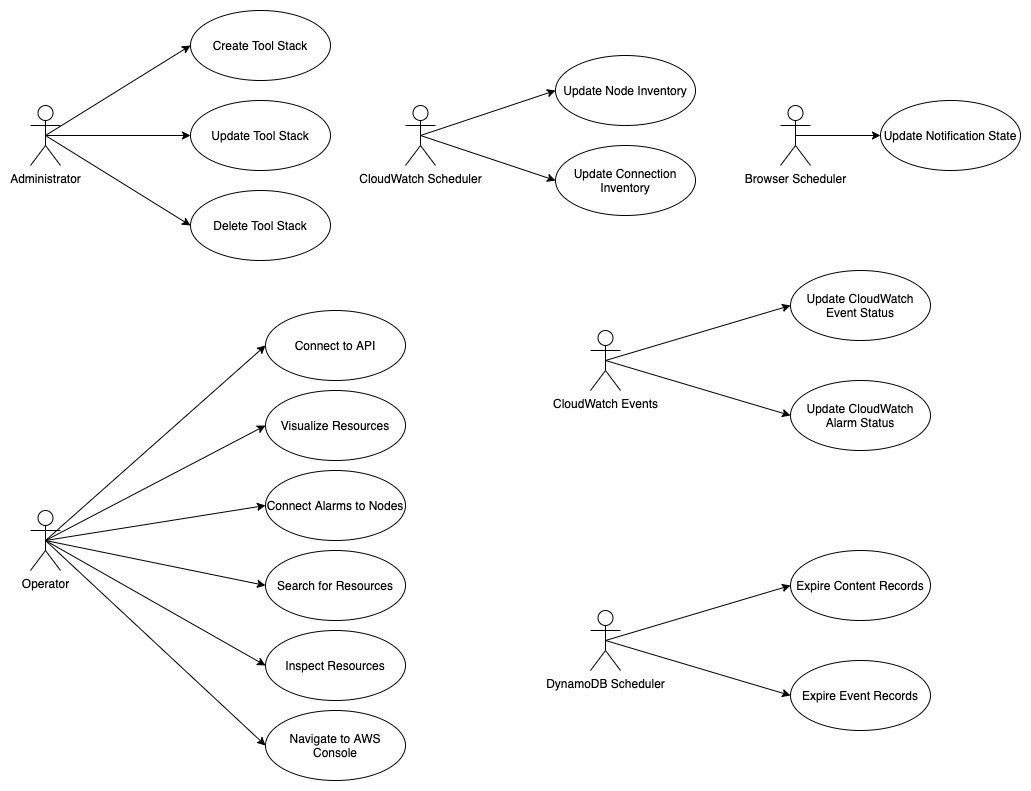 Create Tool Stack
Update Tool Stack
Delete Tool Stack
Administrator
Update Node Inventory
Update Connection
Inventory
CloudWatch Scheduler
Update Notification State
Browser Scheduler
Connect to API
Visualize Resources
Connect Alarms to Nodes
Search for Resources
Inspect Resources
Navigate to AWS
Console
Operator
Update CloudWatch
Event Status
Update CloudWatch
Alarm Status
CloudWatch Events
Expire Content Records
Expire Event Records
DynamoDB Scheduler